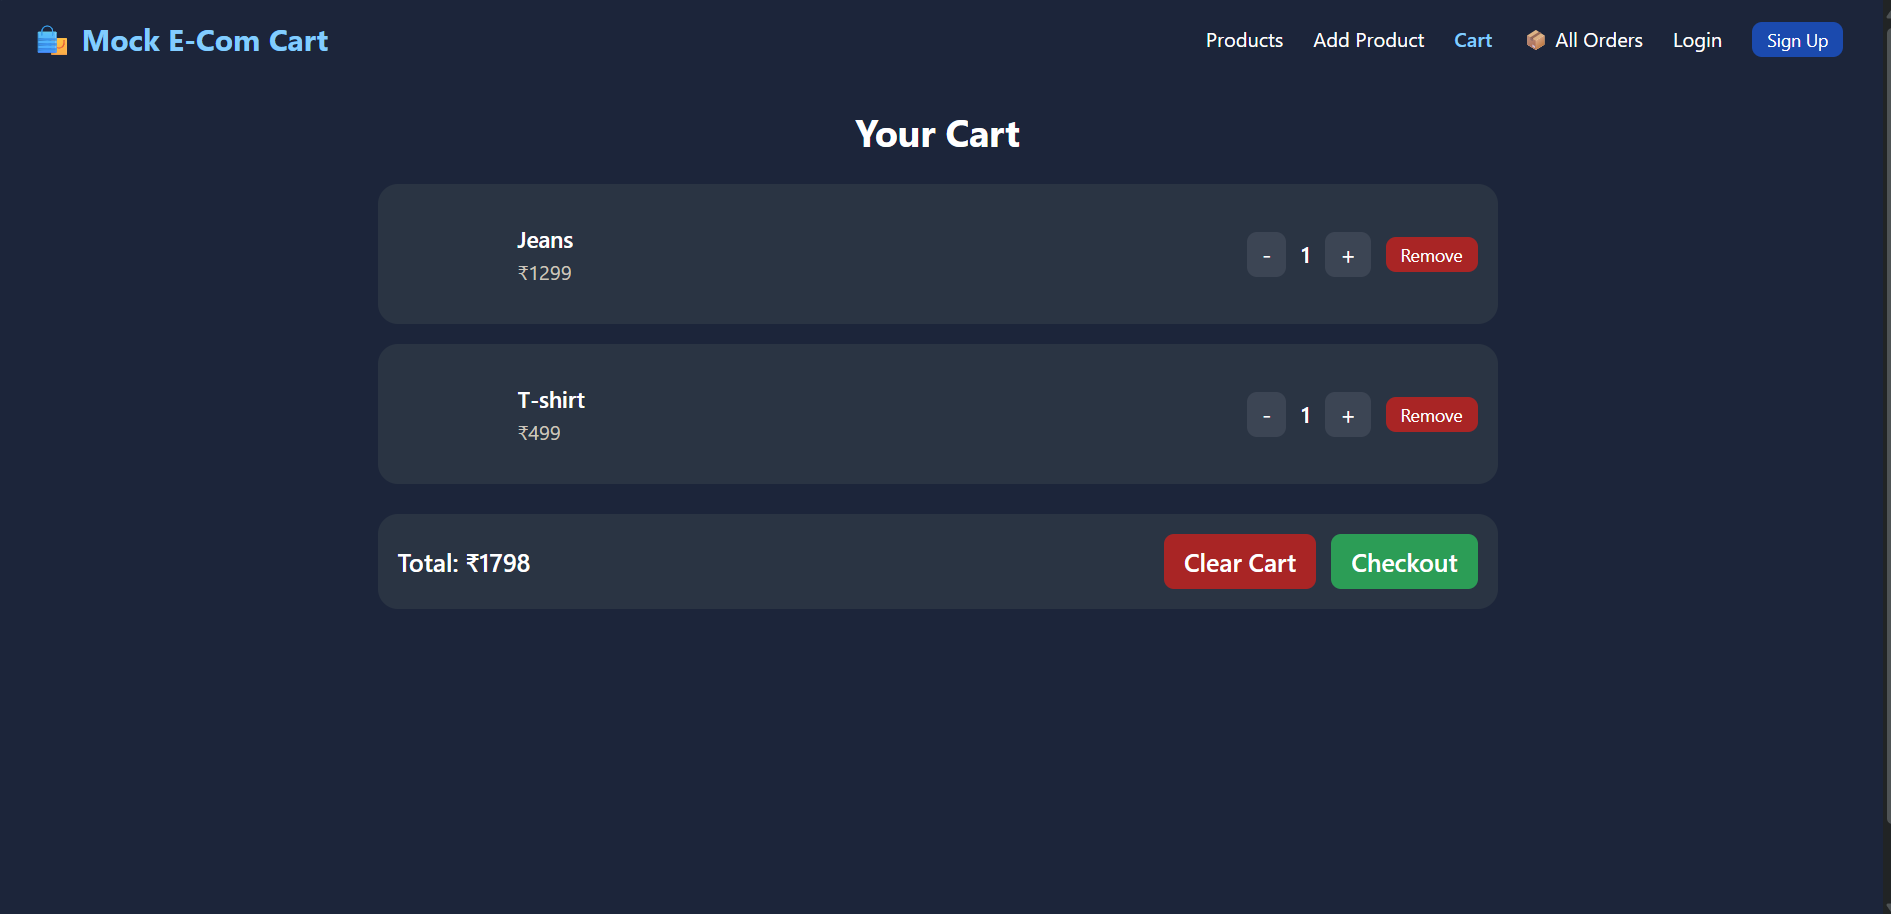 Mock E-Com Cart
Products Add Product Cart All Orders Login Sign Up
Your Cart
Jeans
₹1299
- 1 + Remove
T-shirt
₹499
- 1 + Remove
Total: ₹1798 Clear Cart Checkout